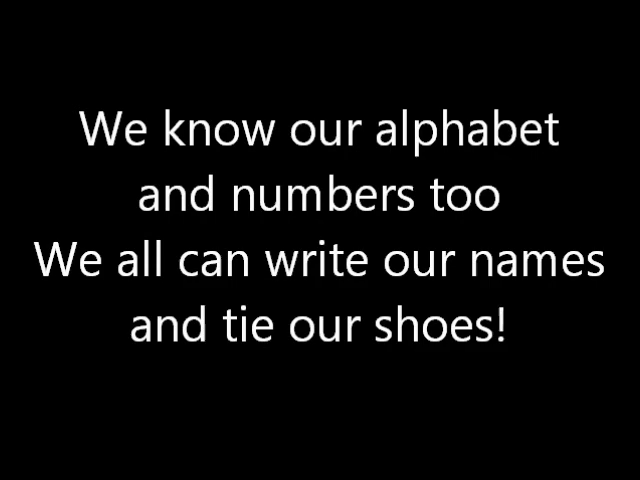 We know our alphabet
and numbers too
We all can write our names
and tie our shoes!